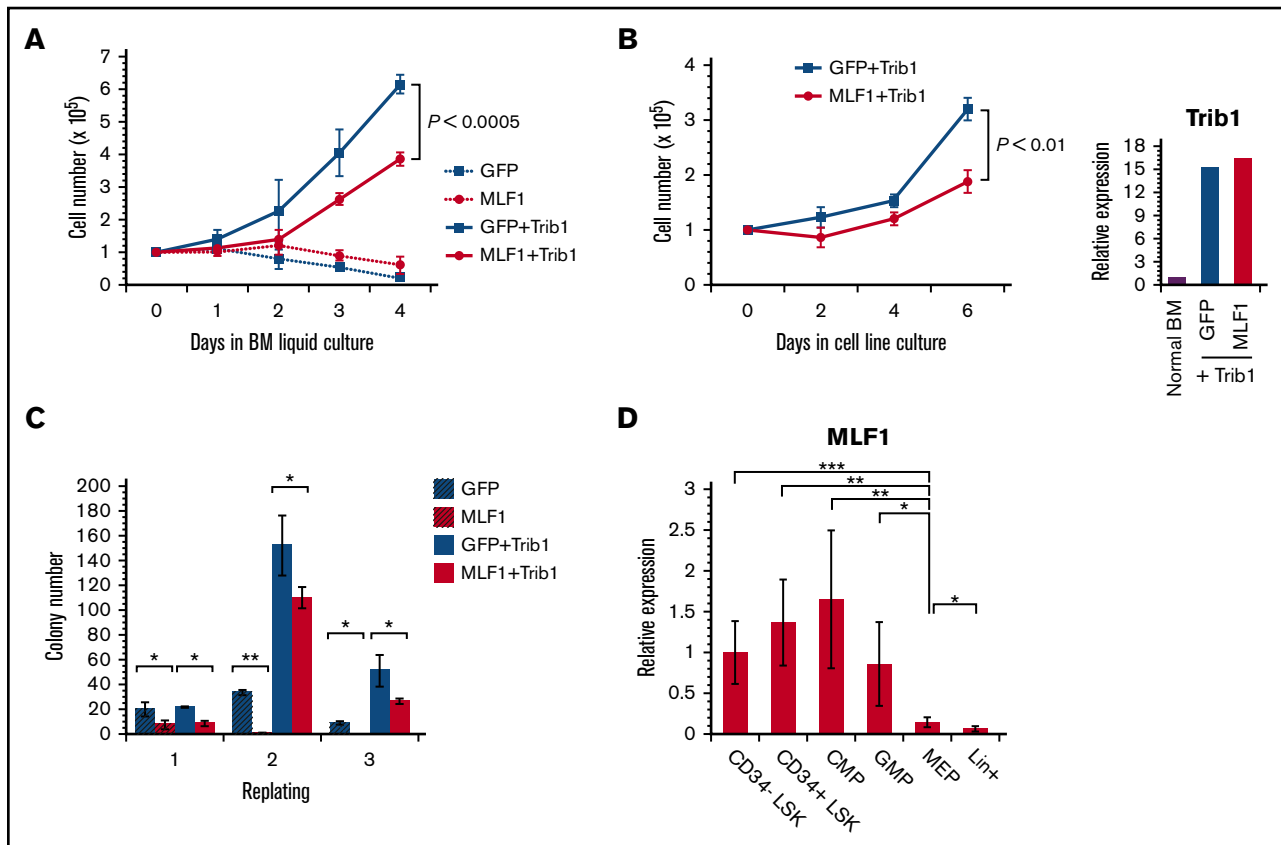 A
Cell number (x 10⁵)
7
6
5
4
3
2
1
0
0 1 2 3 4
Days in BM liquid culture
P < 0.0005
GFP
MLF1
GFP+Trib1
MLF1+Trib1
B
Cell number (x 10⁵)
4
3
2
1
0
0 2 4 6
Days in cell line culture
GFP+Trib1
MLF1+Trib1
P < 0.01
Trib1
Relative expression
18
15
12
9
6
3
0
Normal BM
GFP
MLF1
+ Trib1
C
Colony number
200
180
160
140
120
100
80
60
40
20
0
* * ** * * *
1 2 3
Replating
GFP
MLF1
GFP+Trib1
MLF1+Trib1
D
MLF1
Relative expression
3
2.5
2
1.5
1
0.5
0
***
**
**
*
*
CD34- LSK
CD34+ LSK
CMP
GMP
MEP
Lin+